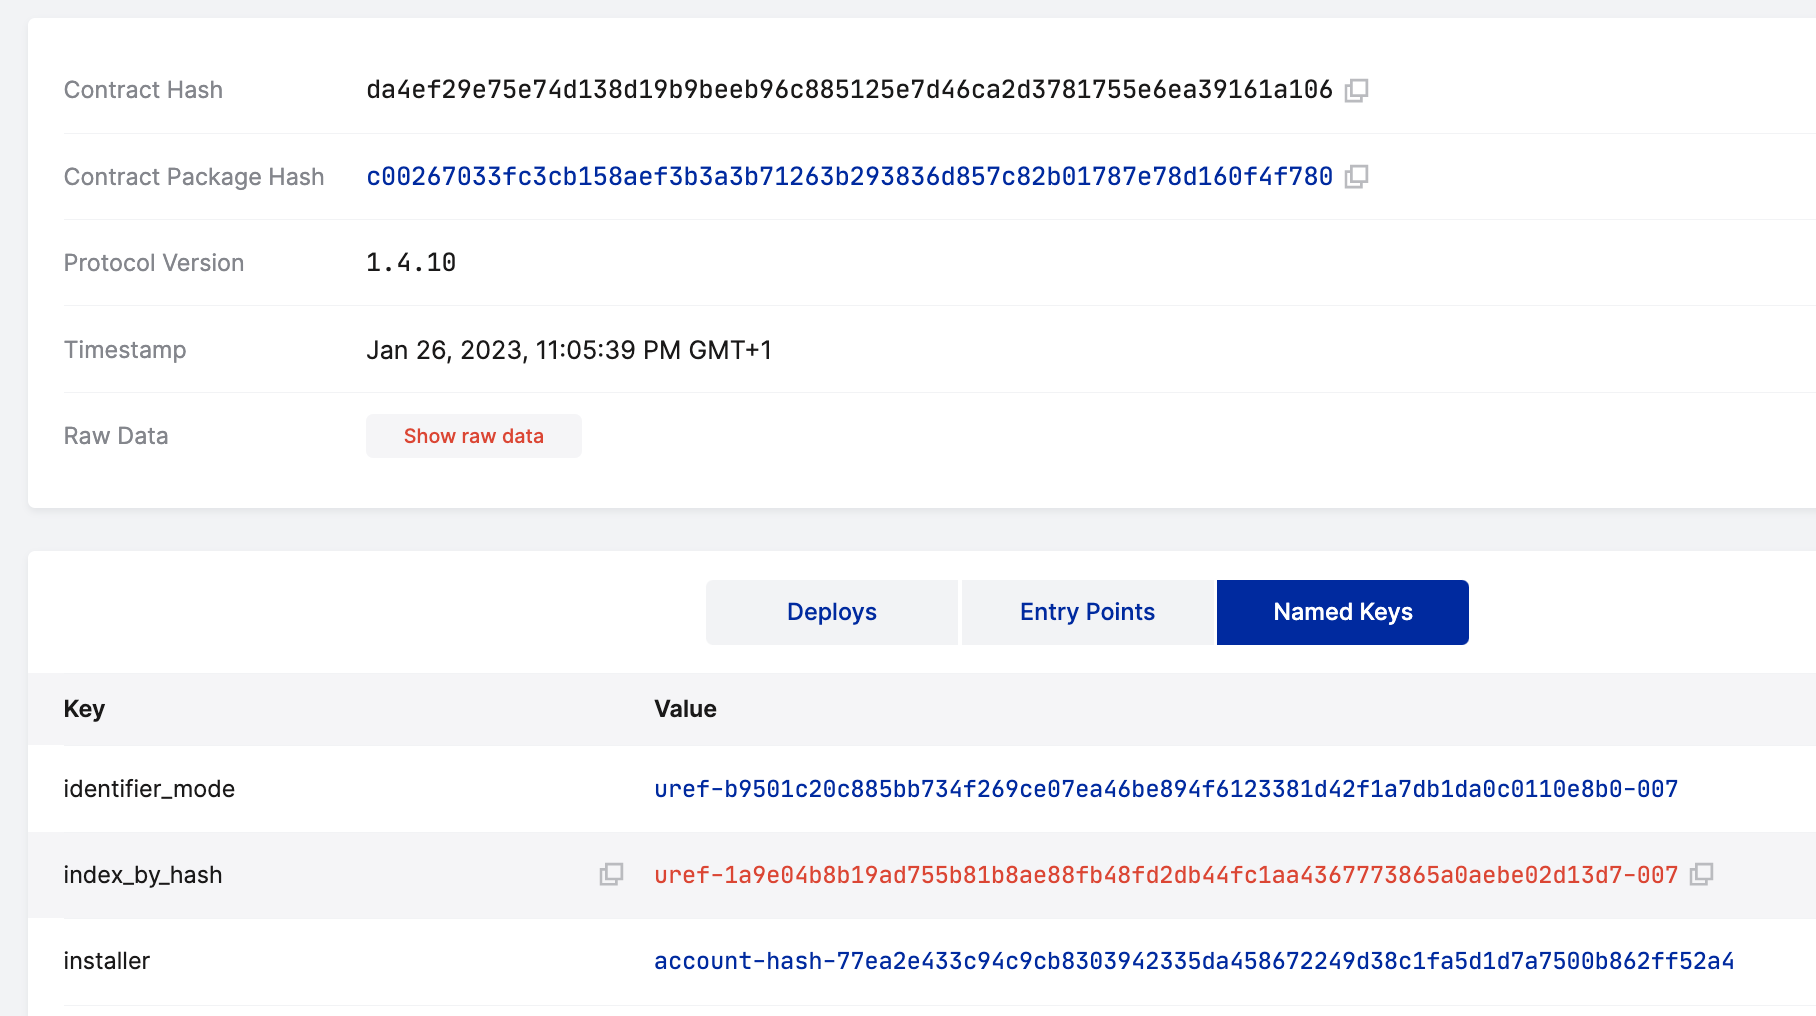 Contract Hash da4ef29e75e74d138d19b9beeb96c885125e7d46ca2d3781755e6ea39161a106
Contract Package Hash c00267033fc3cb158aef3b3a3b71263b293836d857c82b01787e78d160f4f780
Protocol Version 1.4.10
Timestamp Jan 26, 2023, 11:05:39 PM GMT+1
Raw Data Show raw data
Deploys Entry Points Named Keys
Key Value
identifier_mode uref-b9501c20c885bb734f269ce07ea46be894f6123381d42f1a7db1da0c0110e8b0-007
index_by_hash uref-1a9e04b8b19ad755b81b8ae88fb48fd2db44fc1aa4367773865a0aebe02d13d7-007
installer account-hash-77ea2e433c94c9cb8303942335da458672249d38c1fa5d1d7a7500b862ff52a4